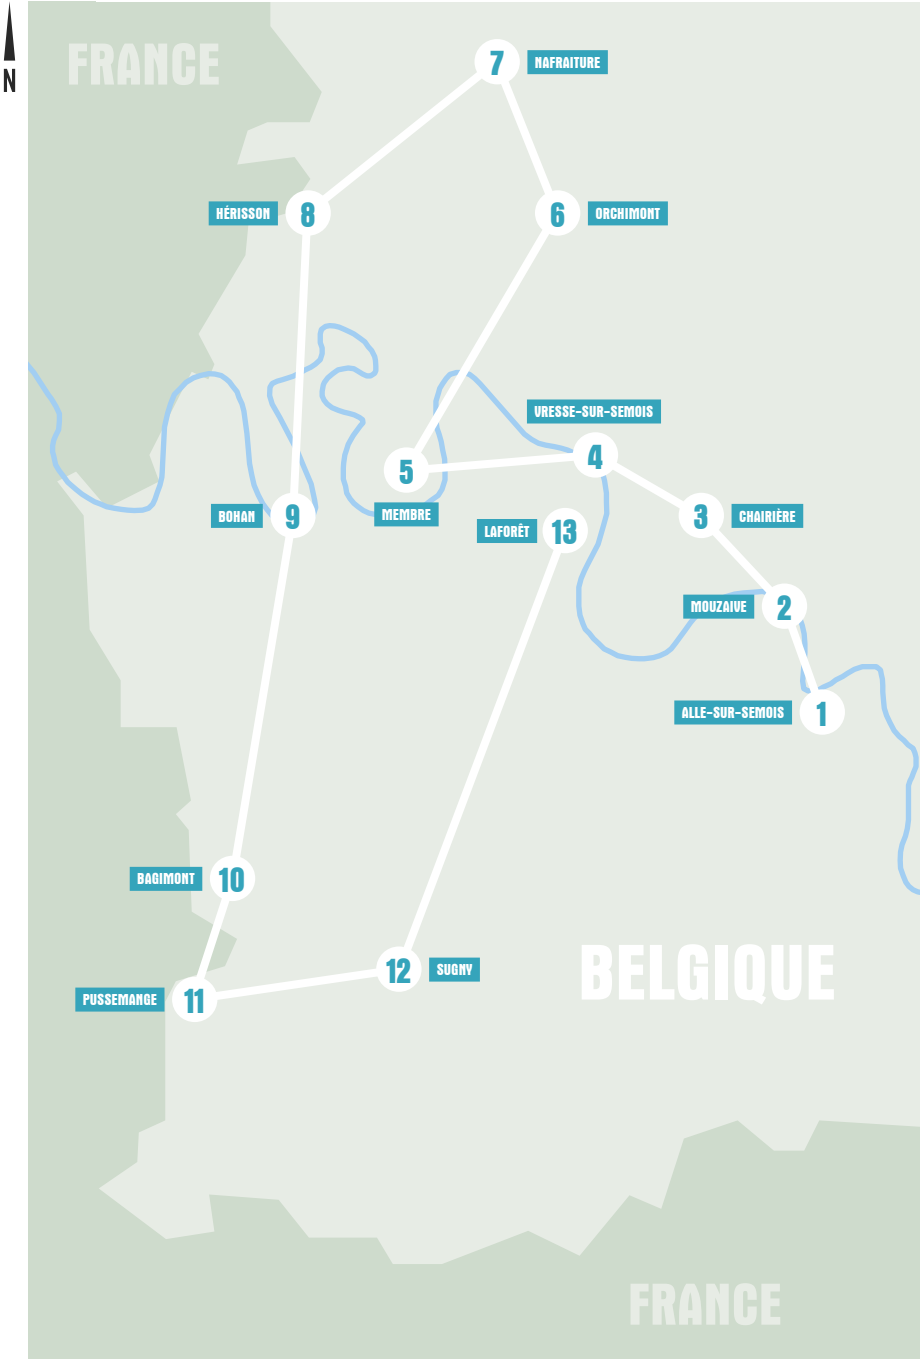 FRANCE
N
7
NAFRAITURE
HÉRISSON
8
6
ORCHIMONT
VRESSE-SUR-SEMOIS
4
5
MEMBRE
BOHAN
9
3
CHAIRIÈRE
LAFORÊT
13
MOUZAIVE
2
ALLE-SUR-SEMOIS
1
BAGIMONT
10
12
SUGNY
BELGIQUE
PUSSEMANGE
11
FRANCE